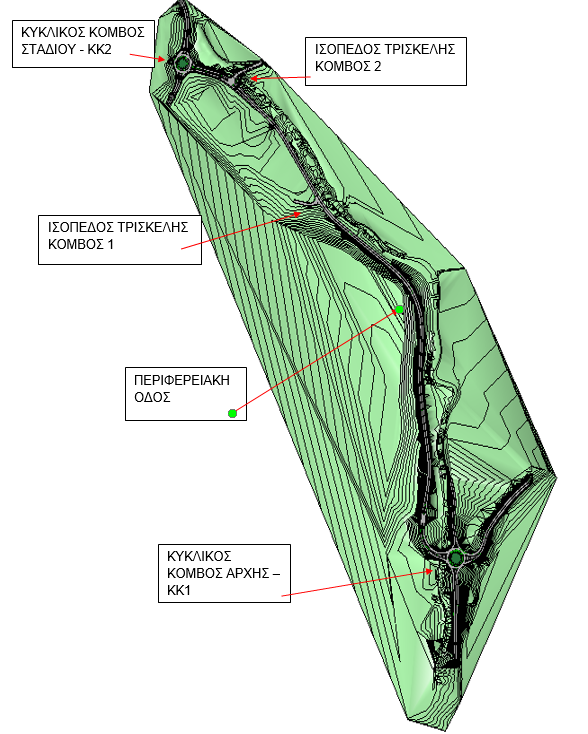 ΚΥΚΛΙΚΟΣ ΚΟΜΒΟΣ
ΣΤΑΔΙΟΥ - ΚΚ2
ΙΣΟΠΕΔΟΣ ΤΡΙΣΚΕΛΗΣ
ΚΟΜΒΟΣ 2
ΙΣΟΠΕΔΟΣ ΤΡΙΣΚΕΛΗΣ
ΚΟΜΒΟΣ 1
ΠΕΡΙΦΕΡΕΙΑΚΗ
ΟΔΟΣ
ΚΥΚΛΙΚΟΣ
ΚΟΜΒΟΣ ΑΡΧΗΣ –
ΚΚ1